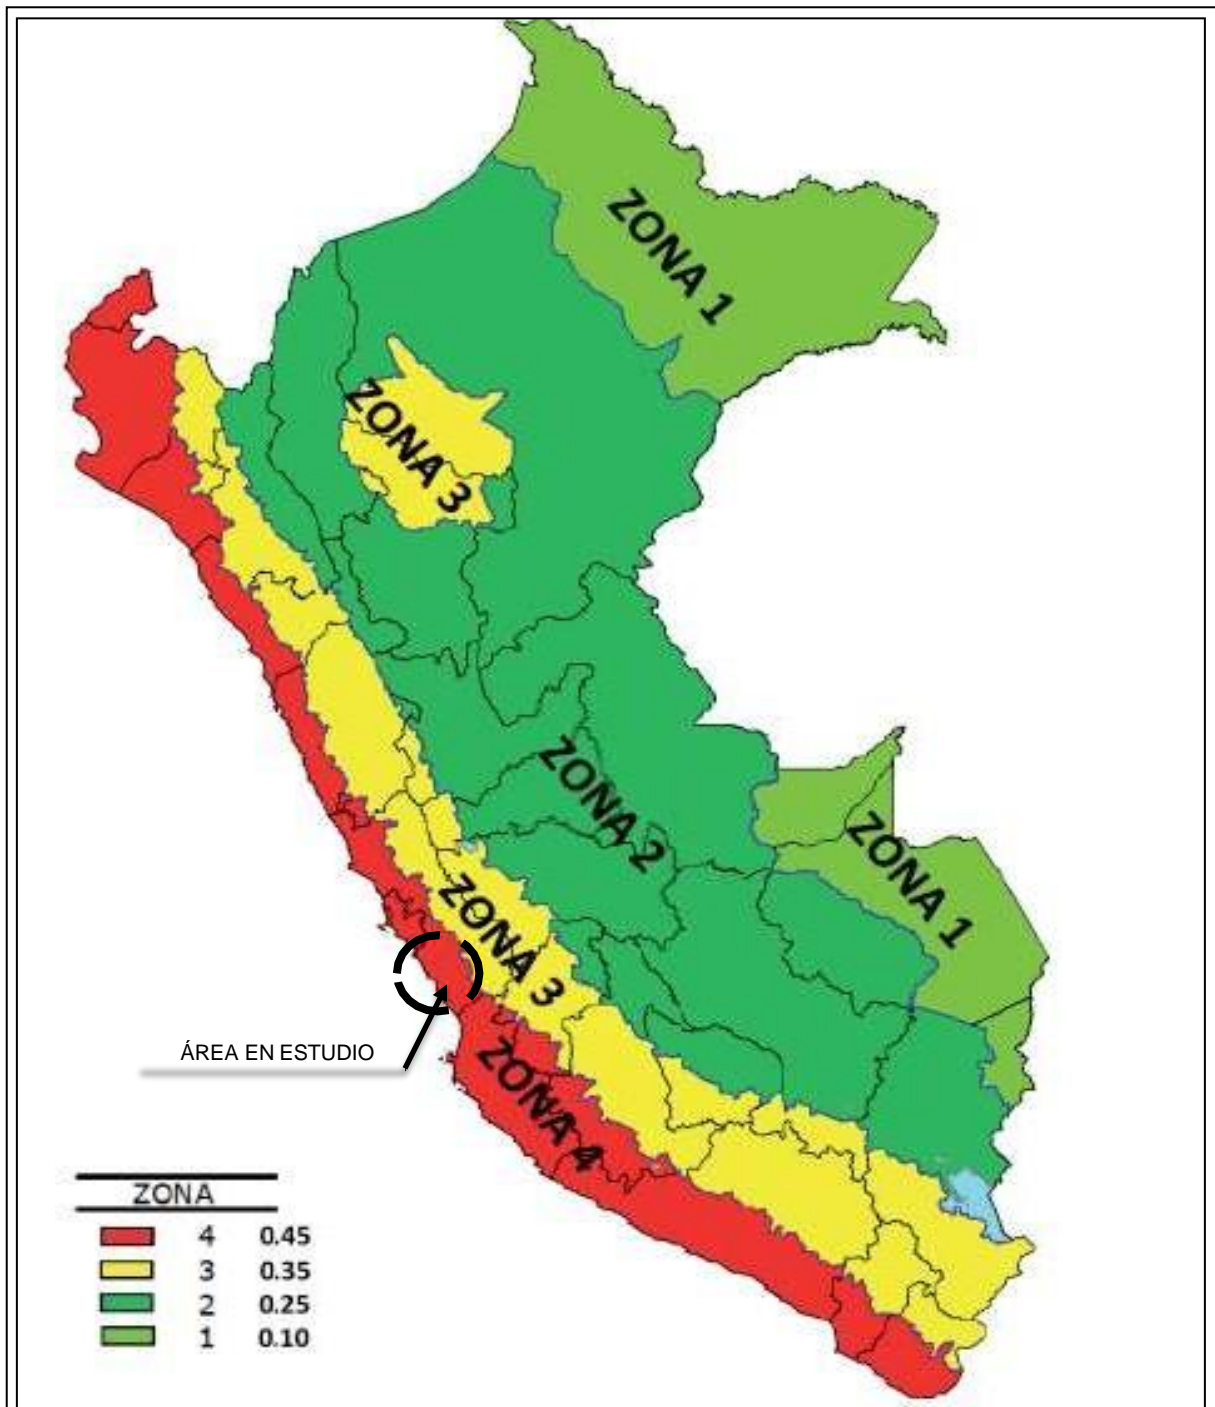 ZONA 1
ZONA 3
ZONA 2
ZONA 1
ZONA 3
ÁREA EN ESTUDIO
ZONA 4
ZONA
4 0.45
3 0.35
2 0.25
1 0.10